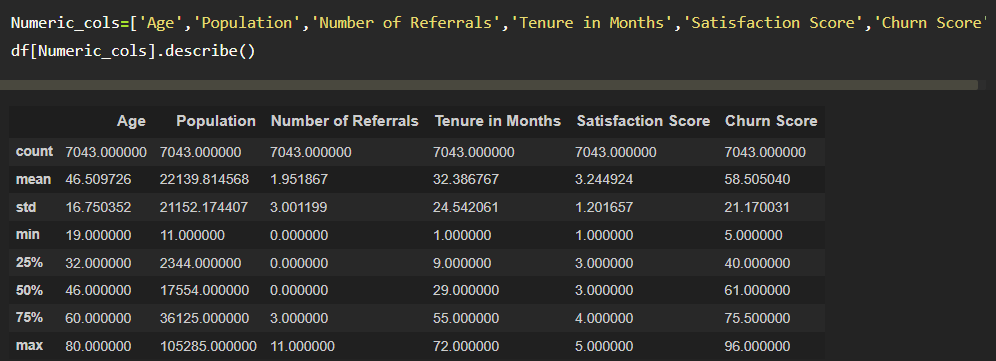 Numeric_cols=['Age','Population','Number of Referrals','Tenure in Months','Satisfaction Score','Churn Score'
df[Numeric_cols].describe()
Age Population Number of Referrals Tenure in Months Satisfaction Score Churn Score
count 7043.000000 7043.000000 7043.000000 7043.000000 7043.000000 7043.000000
mean 46.509726 22139.814568 1.951867 32.386767 3.244924 58.505040
std 16.750352 21152.174407 3.001199 24.542061 1.201657 21.170031
min 19.000000 11.000000 0.000000 1.000000 1.000000 5.000000
25% 32.000000 2344.000000 0.000000 9.000000 3.000000 40.000000
50% 46.000000 17554.000000 0.000000 29.000000 3.000000 61.000000
75% 60.000000 36125.000000 3.000000 55.000000 4.000000 75.500000
max 80.000000 105285.000000 11.000000 72.000000 5.000000 96.000000